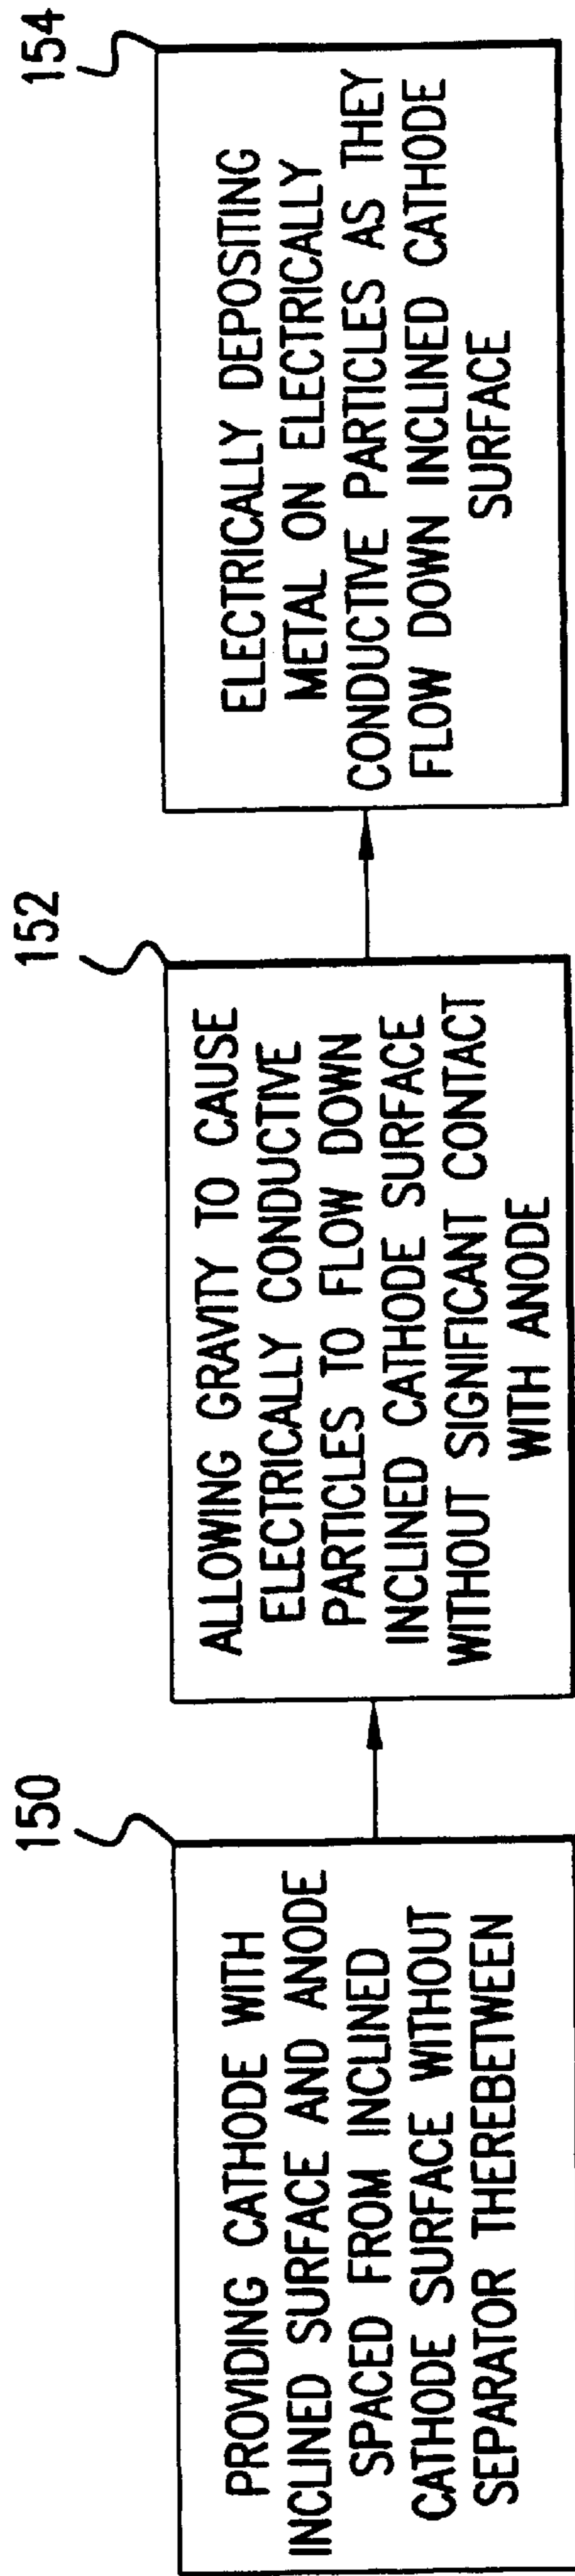 150
PROVIDING CATHODE WITH
INCLINED SURFACE AND ANODE
SPACED FROM INCLINED
CATHODE SURFACE WITHOUT
SEPARATOR THEREBETWEEN
152
ALLOWING GRAVITY TO CAUSE
ELECTRICALLY CONDUCTIVE
PARTICLES TO FLOW DOWN
INCLINED CATHODE SURFACE
WITHOUT SIGNIFICANT CONTACT
WITH ANODE
154
ELECTRICALLY DEPOSITING
METAL ON ELECTRICALLY
CONDUCTIVE PARTICLES AS THEY
FLOW DOWN INCLINED CATHODE
SURFACE